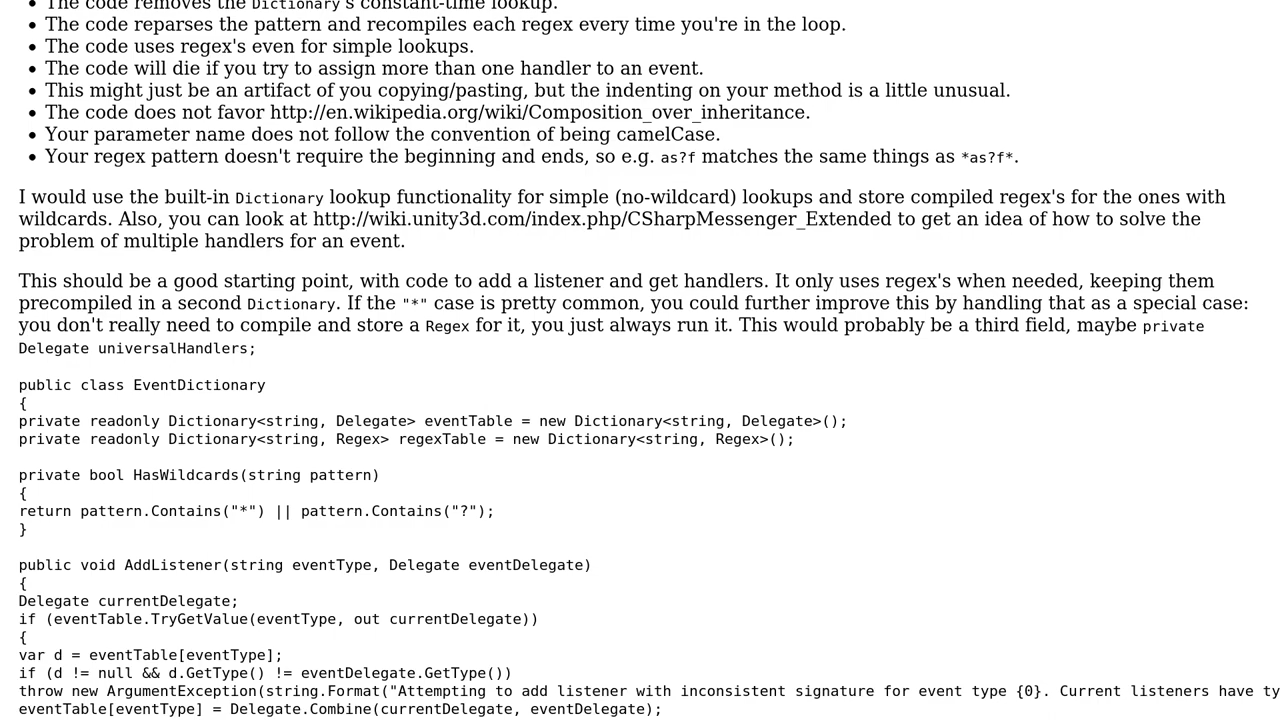 The code removes the Dictionary's constant-time lookup.
The code reparses the pattern and recompiles each regex every time you're in the loop.
The code uses regex's even for simple lookups.
The code will die if you try to assign more than one handler to an event.
This might just be an artifact of you copying/pasting, but the indenting on your method is a little unusual.
The code does not favor http://en.wikipedia.org/wiki/Composition_over_inheritance.
Your parameter name does not follow the convention of being camelCase.
Your regex pattern doesn't require the beginning and ends, so e.g. as?f matches the same things as *as?f*.
I would use the built-in Dictionary lookup functionality for simple (no-wildcard) lookups and store compiled regex's for the ones with
wildcards. Also, you can look at http://wiki.unity3d.com/index.php/CSharpMessenger_Extended to get an idea of how to solve the
problem of multiple handlers for an event.
This should be a good starting point, with code to add a listener and get handlers. It only uses regex's when needed, keeping them
precompiled in a second Dictionary. If the "*" case is pretty common, you could further improve this by handling that as a special case:
you don't really need to compile and store a Regex for it, you just always run it. This would probably be a third field, maybe private
Delegate universalHandlers;
public class EventDictionary
{
private readonly Dictionary<string, Delegate> eventTable = new Dictionary<string, Delegate>();
private readonly Dictionary<string, Regex> regexTable = new Dictionary<string, Regex>();
private bool HasWildcards(string pattern)
{
return pattern.Contains("*") || pattern.Contains("?");
}
public void AddListener(string eventType, Delegate eventDelegate)
{
Delegate currentDelegate;
if (eventTable.TryGetValue(eventType, out currentDelegate))
{
var d = eventTable[eventType];
if (d != null && d.GetType() != eventDelegate.GetType())
throw new ArgumentException(string.Format("Attempting to add listener with inconsistent signature for event type {0}. Current listeners have ty
eventTable[eventType] = Delegate.Combine(currentDelegate, eventDelegate);